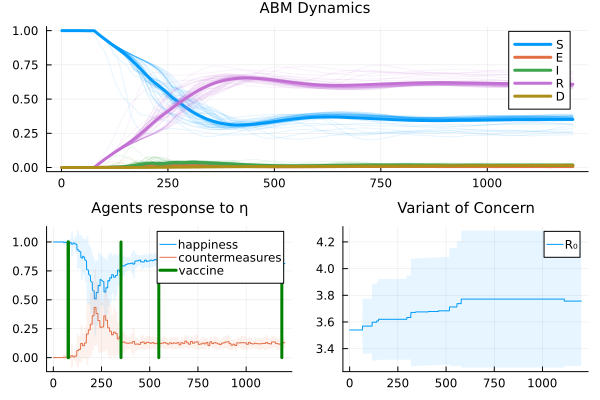 ABM Dynamics
1.00
0.75
0.50
0.25
0.00
0 250 500 750 1000
S
E
I
R
D
Agents response to η
1.00
0.75
0.50
0.25
0.00
0 250 500 750 1000
happiness
countermeasures
vaccine
Variant of Concern
4.2
4.0
3.8
3.6
3.4
0 250 500 750 1000
R₀